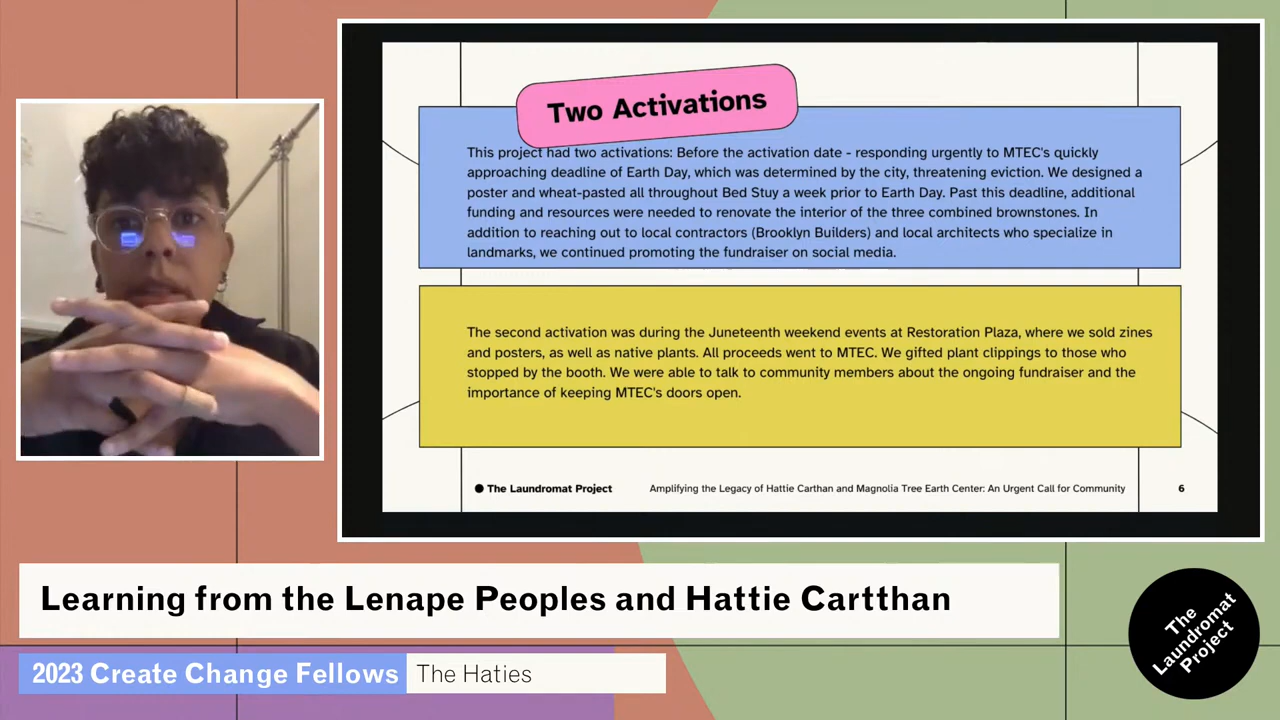 Two Activations
This project had two activations: Before the activation date - responding urgently to MTEC's quickly
approaching deadline of Earth Day, which was determined by the city, threatening eviction. We designed a
poster and wheat-pasted all throughout Bed Stuy a week prior to Earth Day. Past this deadline, additional
funding and resources were needed to renovate the interior of the three combined brownstones. In
addition to reaching out to local contractors (Brooklyn Builders) and local architects who specialize in
landmarks, we continued promoting the fundraiser on social media.
The second activation was during the Juneteenth weekend events at Restoration Plaza, where we sold zines
and posters, as well as native plants. All proceeds went to MTEC. We gifted plant clippings to those who
stopped by the booth. We were able to talk to community members about the ongoing fundraiser and the
importance of keeping MTEC's doors open.
The Laundromat Project
Amplifying the Legacy of Hattie Carthan and Magnolia Tree Earth Center: An Urgent Call for Community
6
Learning from the Lenape Peoples and Hattie Cartthan
2023 Create Change Fellows
The Haties
The
Laundromat
Project